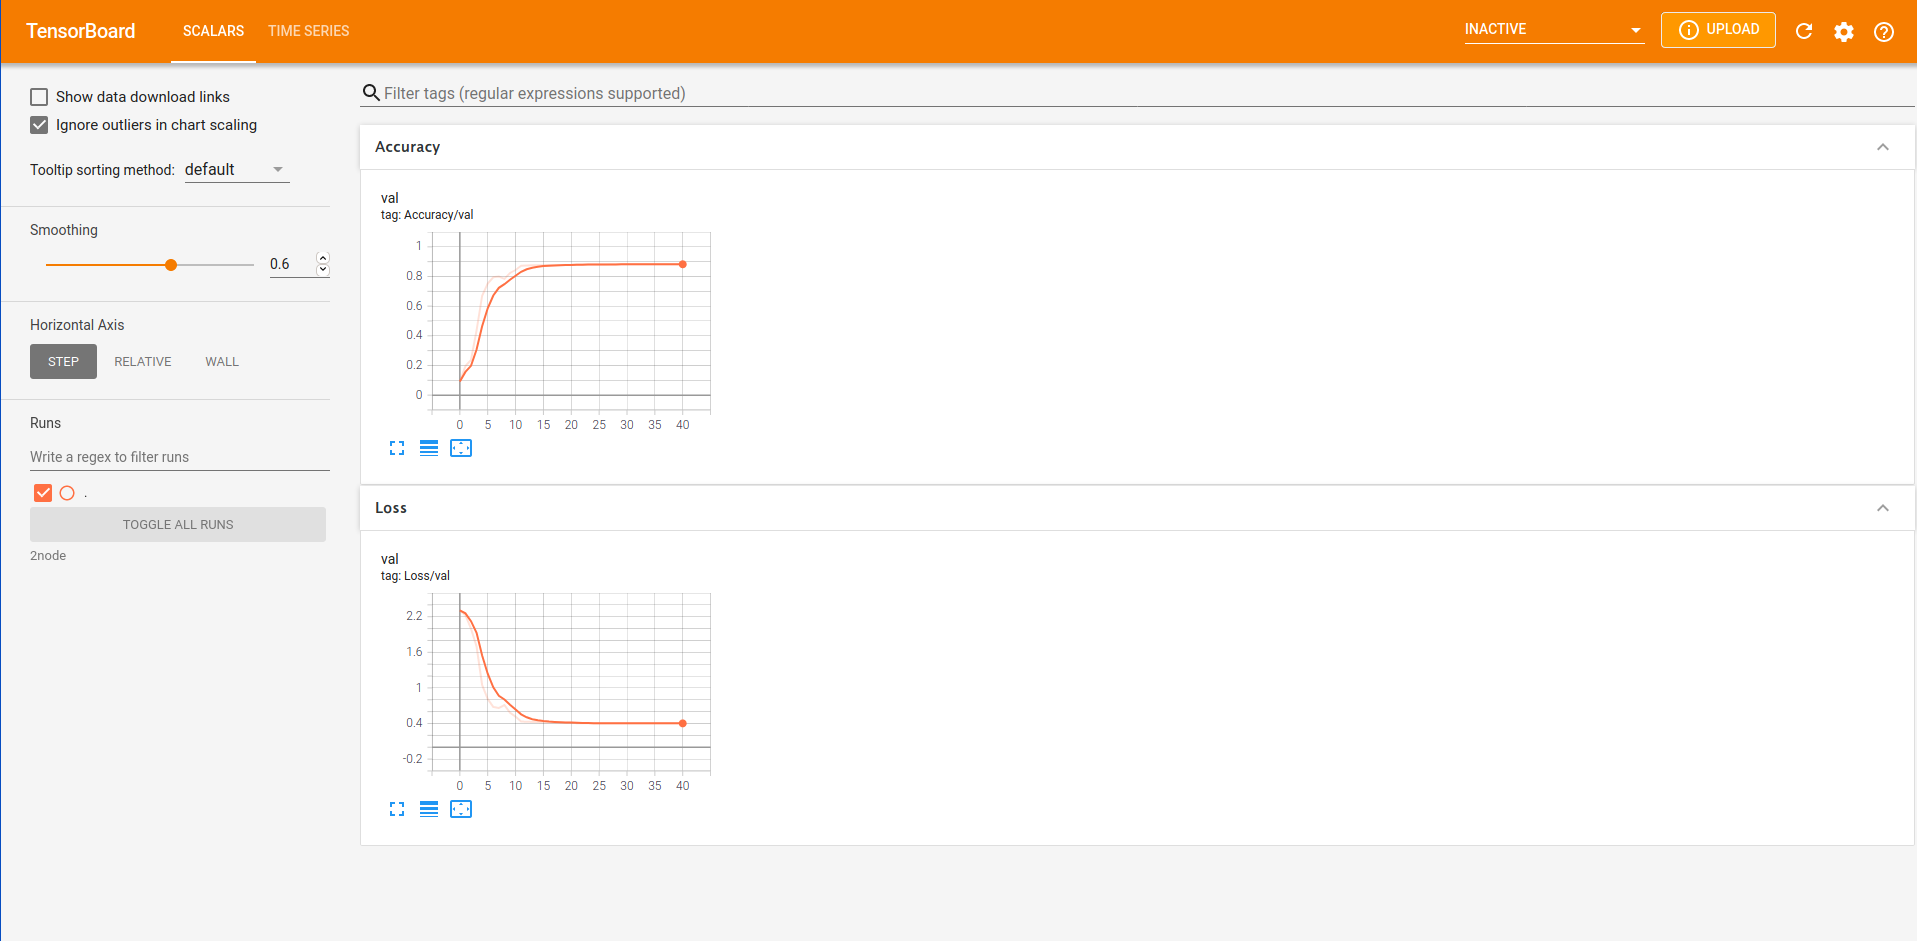 TensorBoard SCALARS TIME SERIES INACTIVE UPLOAD
Show data download links
Ignore outliers in chart scaling
Tooltip sorting method: default
Smoothing
0.6
Horizontal Axis
STEP RELATIVE WALL
Runs
Write a regex to filter runs
.
TOGGLE ALL RUNS
2node
Filter tags (regular expressions supported)
Accuracy
val
tag: Accuracy/val
1
0.8
0.6
0.4
0.2
0
0 5 10 15 20 25 30 35 40
Loss
val
tag: Loss/val
2.2
1.6
1
0.4
-0.2
0 5 10 15 20 25 30 35 40